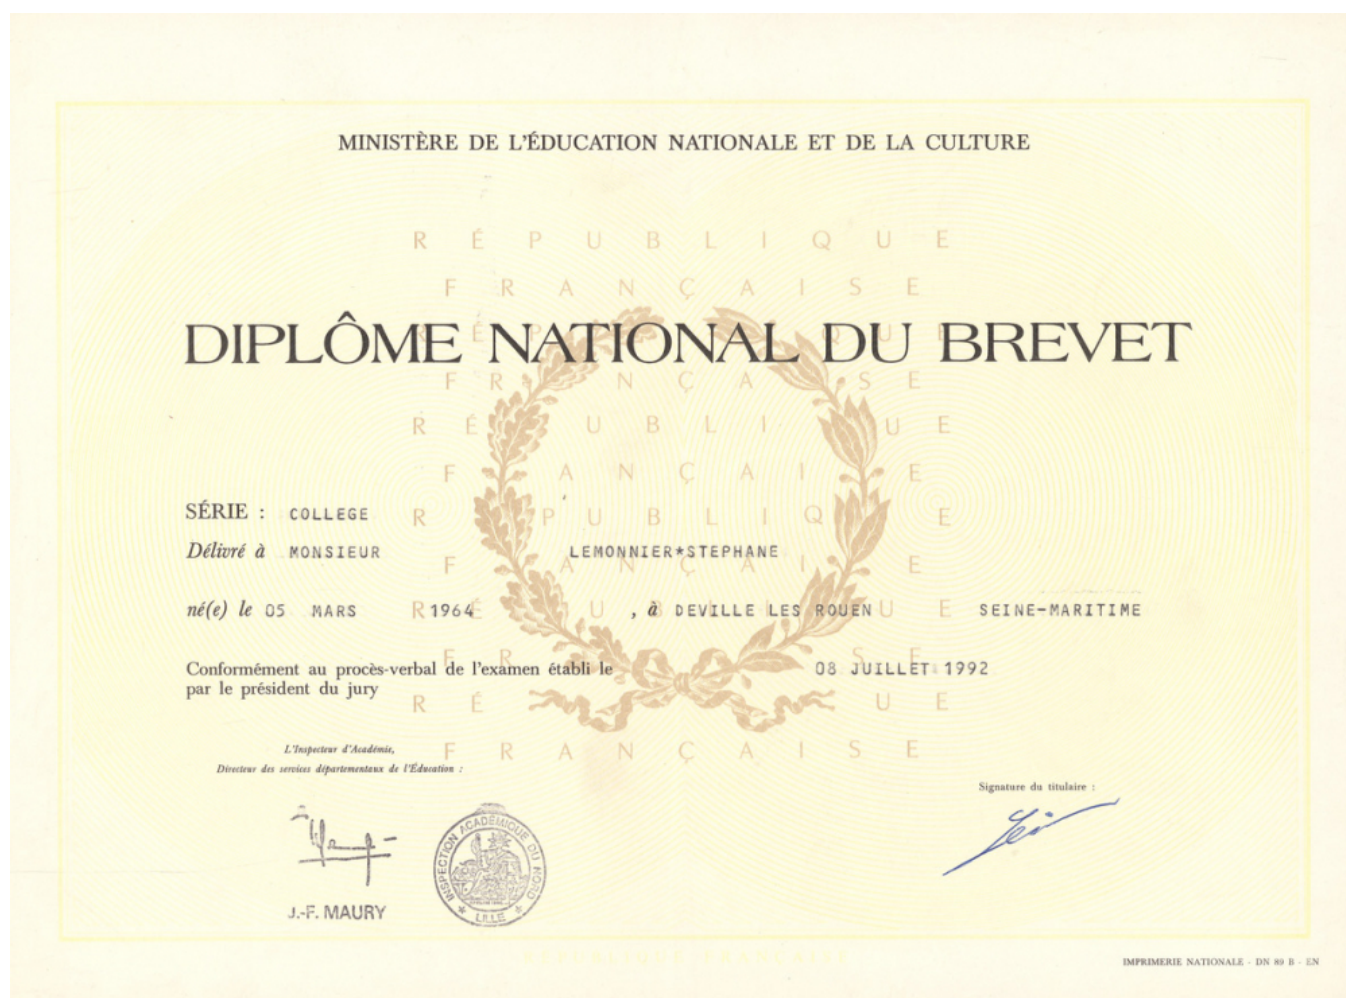 MINISTÈRE DE L'ÉDUCATION NATIONALE ET DE LA CULTURE
RÉPUBLIQUE
FRANÇAISE
DIPLÔME NATIONAL DU BREVET
SÉRIE : COLLEGE
Délivré à MONSIEUR LEMONNIER*STEPHANE
né(e) le 05 MARS 1964 , à DEVILLE LES ROUEN SEINE-MARITIME
Conformément au procès-verbal de l'examen établi le 08 JUILLET 1992
par le président du jury
FRANÇAISE
L'Inspecteur d'Académie,
Directeur des services départementaux de l'Éducation :
Signature du titulaire :
INSPECTION ACADÉMIQUE DU NORD
* LILLE *
J.-F. MAURY
RÉPUBLIQUE FRANÇAISE
IMPRIMERIE NATIONALE - DN 89 B - EN